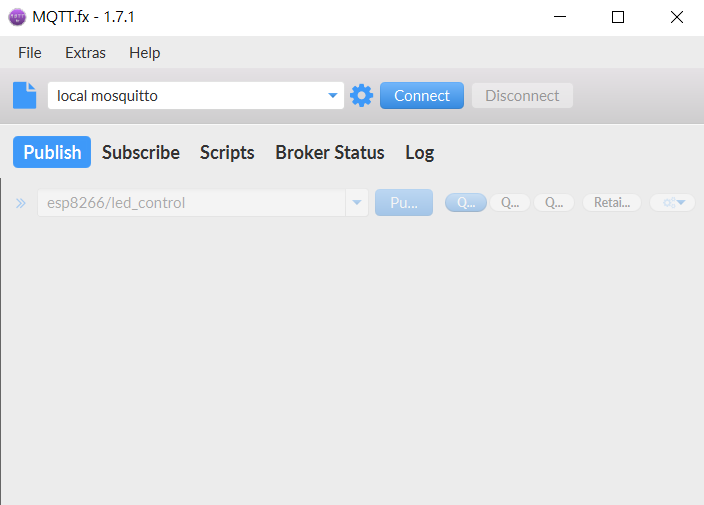 MQTT.fx - 1.7.1
File Extras Help
local mosquitto Connect Disconnect
Publish Subscribe Scripts Broker Status Log
esp8266/led_control Pu... Q... Q... Q... Retai...